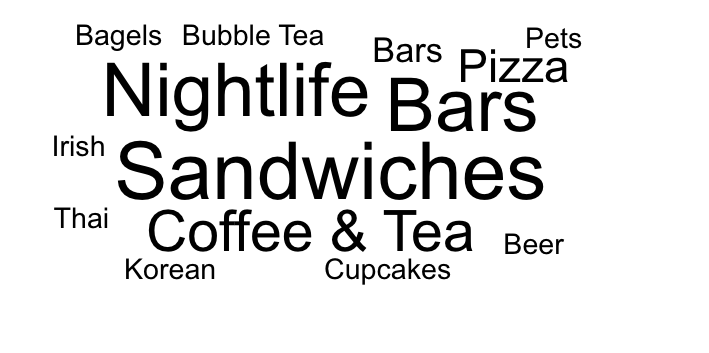 Bagels
Bubble Tea
Bars
Pets
Pizza
Nightlife
Bars
Irish
Sandwiches
Thai
Coffee & Tea
Beer
Korean
Cupcakes